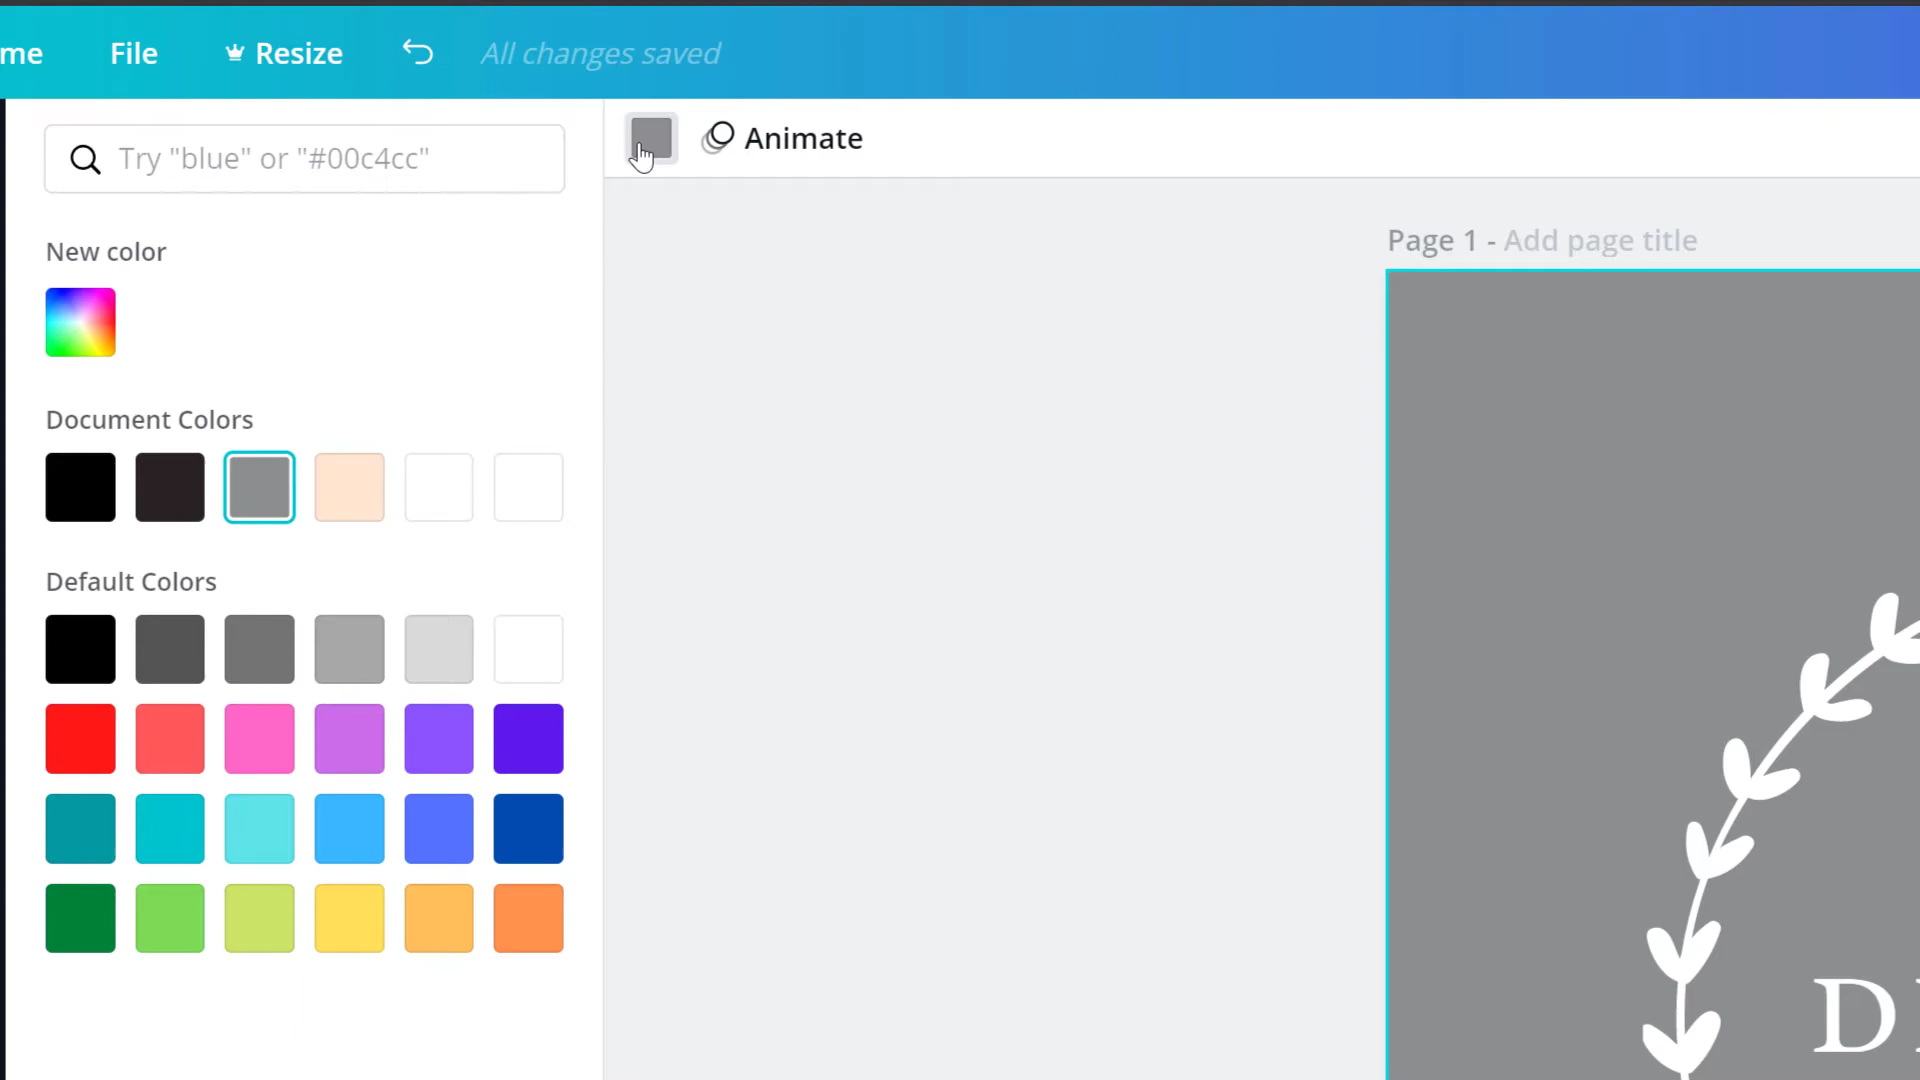 me File Resize All changes saved
Try "blue" or "#00c4cc"
Animate
New color
Page 1 - Add page title
Document Colors
Default Colors
D